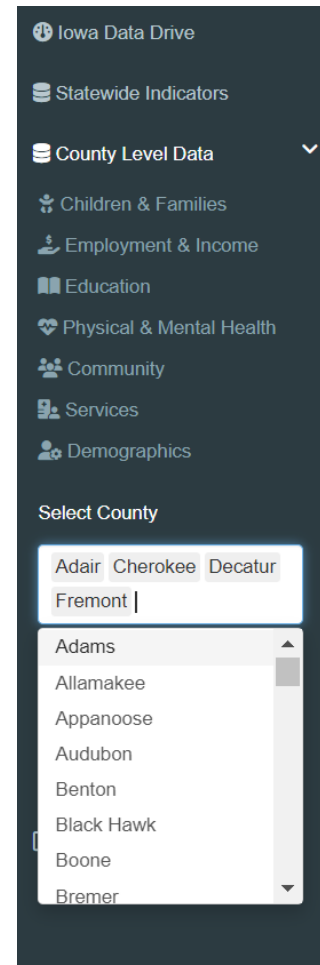 Iowa Data Drive
Statewide Indicators
County Level Data
Children & Families
Employment & Income
Education
Physical & Mental Health
Community
Services
Demographics
Select County
Adair Cherokee Decatur
Fremont
Adams
Allamakee
Appanoose
Audubon
Benton
Black Hawk
Boone
Bremer